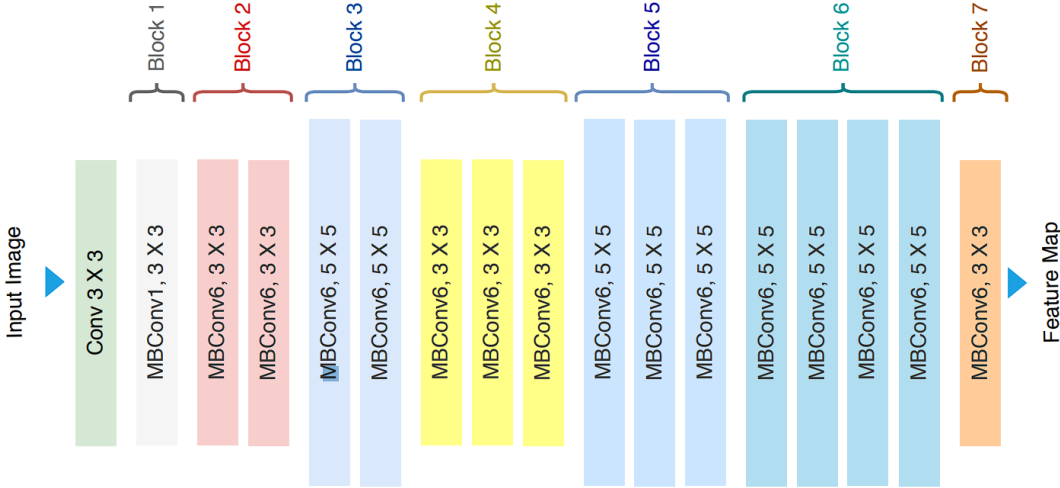 Block 1
Block 2
Block 3
Block 4
Block 5
Block 6
Block 7
Input Image
Conv 3 X 3
MBConv1, 3 X 3
MBConv6, 3 X 3
MBConv6, 3 X 3
MBConv6, 5 X 5
MBConv6, 5 X 5
MBConv6, 3 X 3
MBConv6, 3 X 3
MBConv6, 3 X 3
MBConv6, 5 X 5
MBConv6, 5 X 5
MBConv6, 5 X 5
MBConv6, 5 X 5
MBConv6, 5 X 5
MBConv6, 5 X 5
MBConv6, 5 X 5
MBConv6, 3 X 3
Feature Map